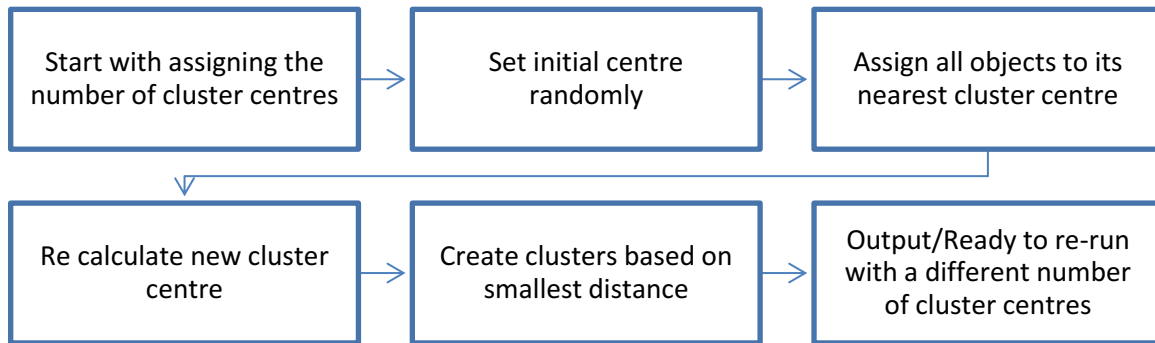 Start with assigning the
number of cluster centres
Set initial centre
randomly
Assign all objects to its
nearest cluster centre
Re calculate new cluster
centre
Create clusters based on
smallest distance
Output/Ready to re-run
with a different number
of cluster centres